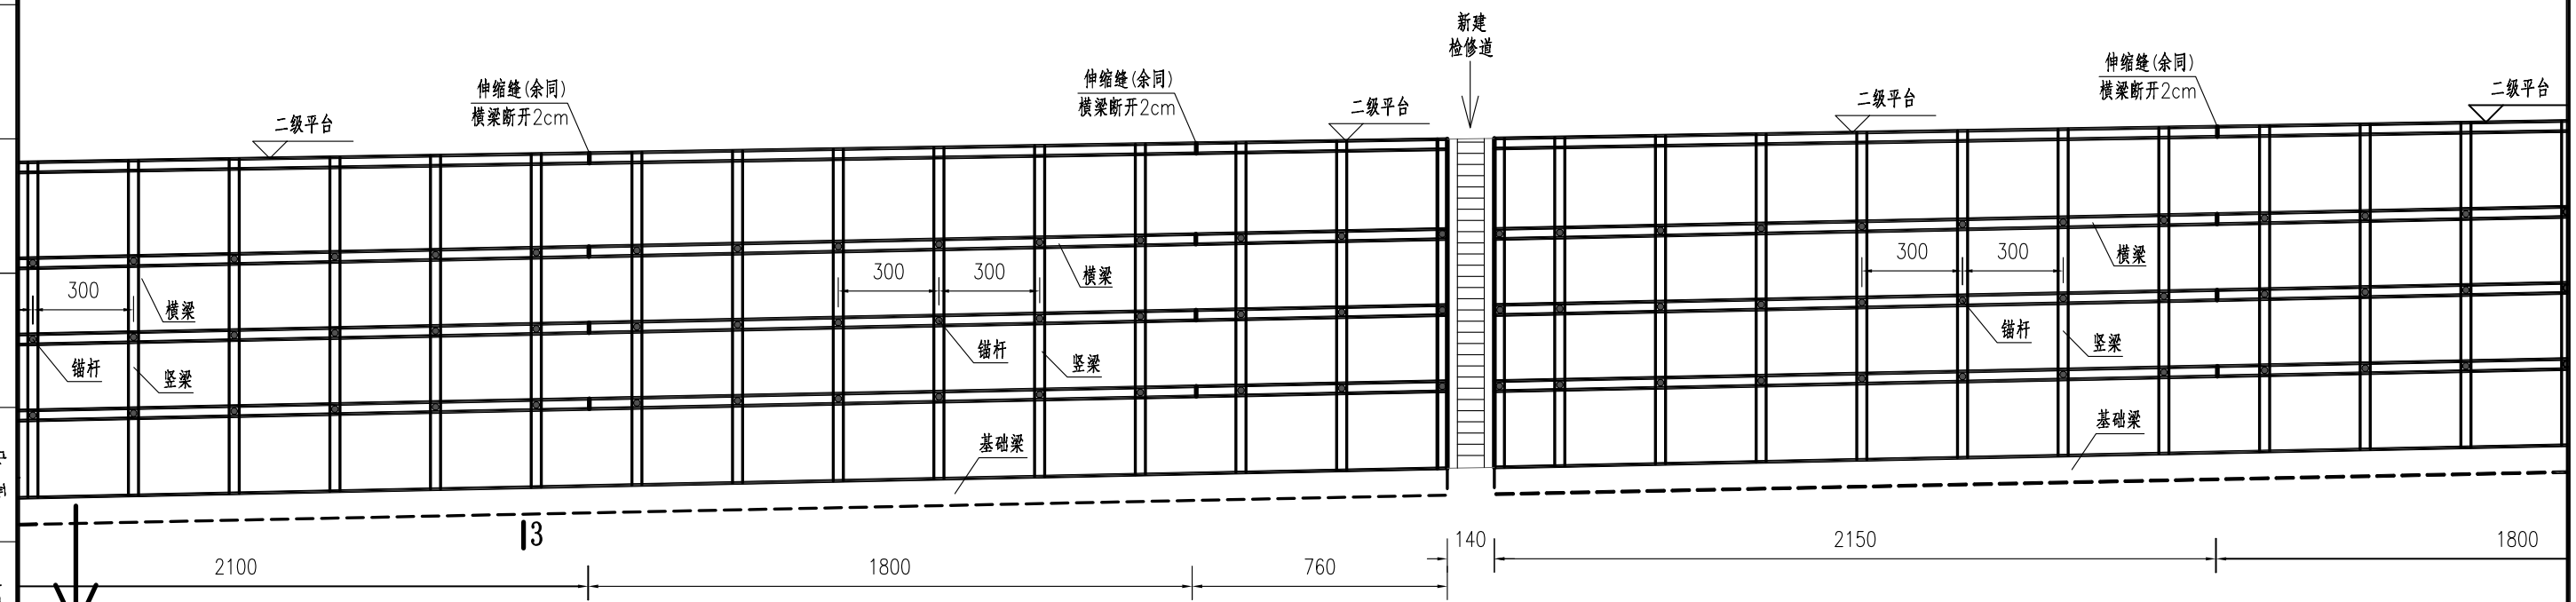 新建
检修道
伸缩缝(余同)
横梁断开2cm
伸缩缝(余同)
横梁断开2cm
伸缩缝(余同)
横梁断开2cm
二级平台
二级平台
二级平台
二级平台
300
横梁
锚杆
竖梁
300
300
横梁
锚杆
竖梁
300
300
横梁
锚杆
竖梁
基础梁
基础梁
3
2100
1800
760
140
2150
1800